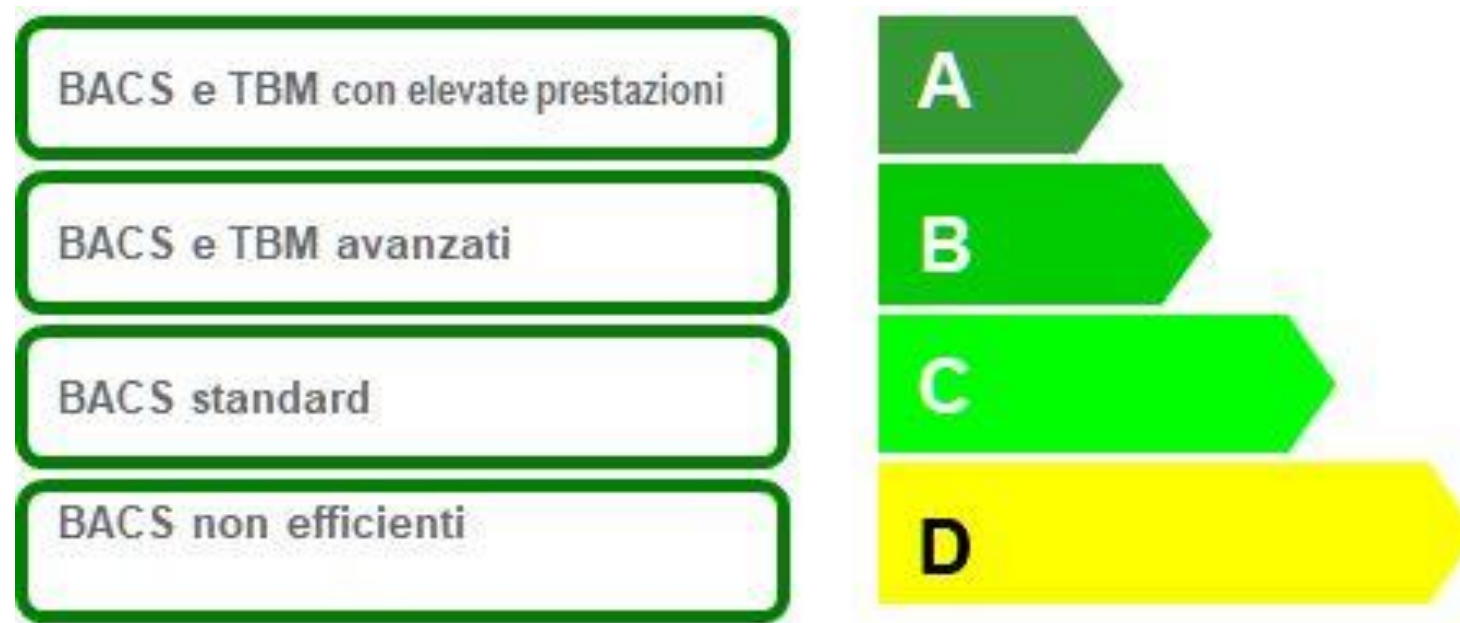 BACS e TBM con elevate prestazioni
A
BACS e TBM avanzati
B
BACS standard
C
BACS non efficienti
D